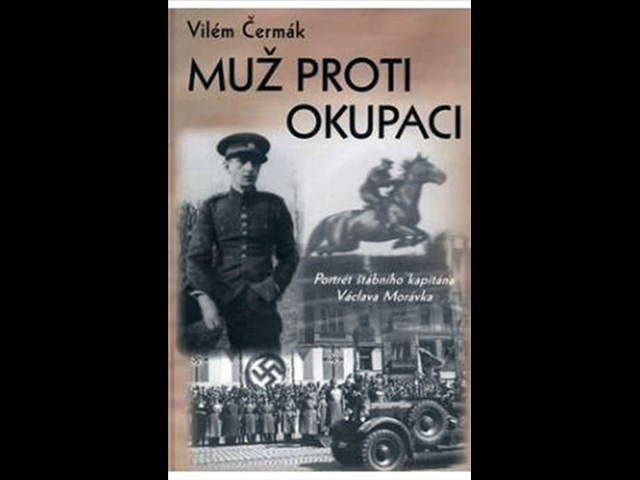 Vilém Čermák
MUŽ PROTI
OKUPACI
Portrét štábního kapitána
Václava Morávka